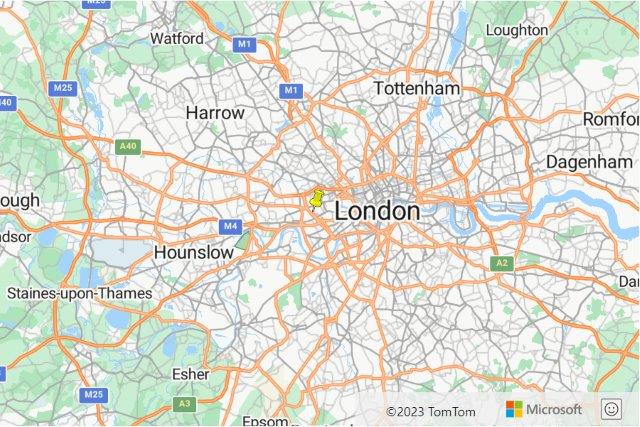 M25
Loughton
Watford
M1
M25
M1
Tottenham
40
Harrow
Romfor
A40
Dagenham
ough
London
M4
ndsor
Hounslow
A2
Dar
Staines-upon-Thames
Esher
M25
A3
Epsom
©2023 TomTom
Microsoft